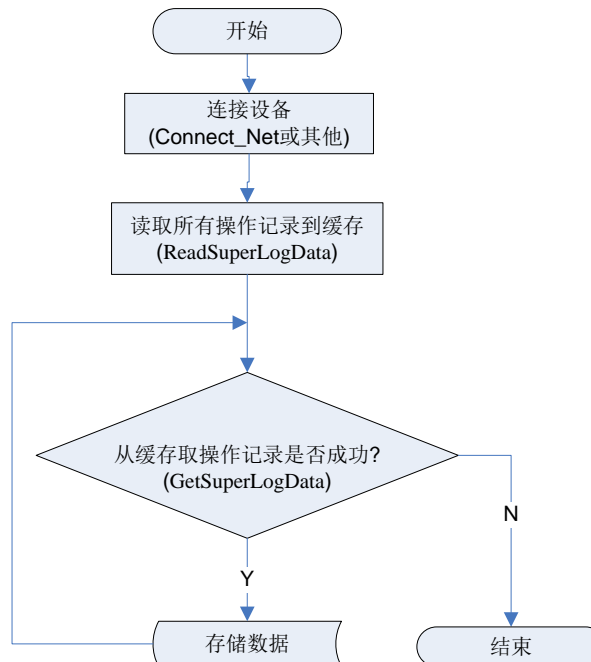 开始
连接设备
(Connect_Net或其他)
读取所有操作记录到缓存
(ReadSuperLogData)
从缓存取操作记录是否成功?
(GetSuperLogData)
N
Y
存储数据
结束